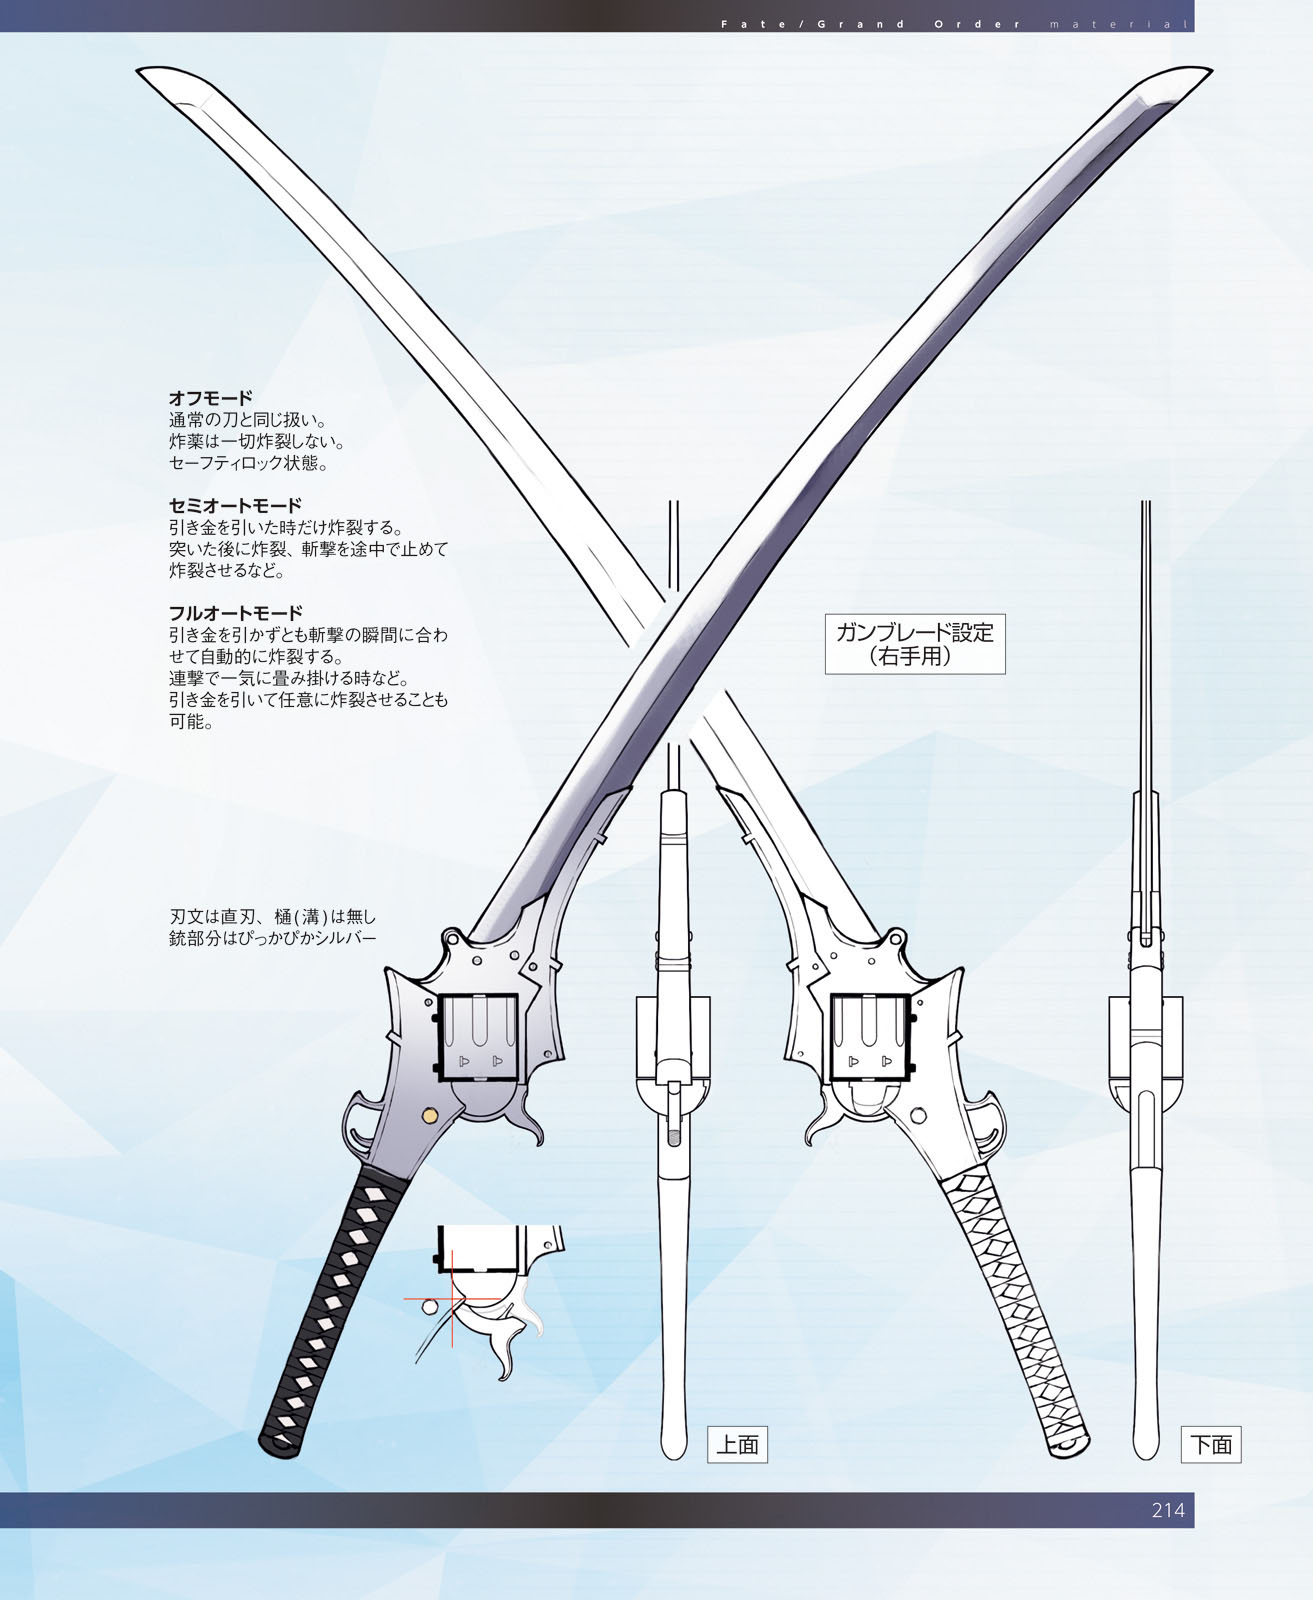 Fate/Grand Order material
オフモード
通常の刀と同じ扱い。
炸薬は一切炸裂しない。
セーフティロック状態。
セミオートモード
引き金を引いた時だけ炸裂する。
突いた後に炸裂、斬撃を途中で止めて
炸裂させるなど。
フルオートモード
引き金を引かずとも斬撃の瞬間に合わ
せて自動的に炸裂する。
連撃で一気に畳み掛ける時など。
引き金を引いて任意に炸裂させることも
可能。
ガンブレード設定
（右手用）
刃文は直刃、樋(溝)は無し
銃部分はぴっかぴかシルバー
上面
下面
214